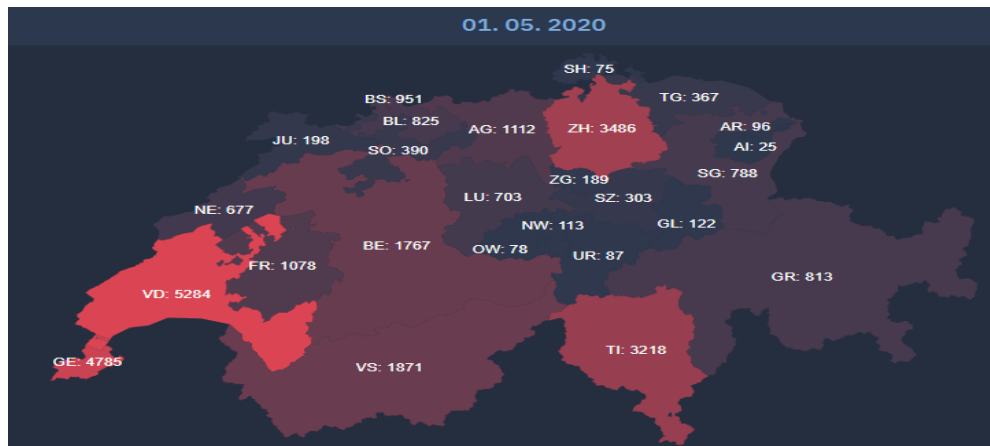 01. 05. 2020
SH: 75
TG: 367
BS: 951
BL: 825
AG: 1112
ZH: 3486
AR: 96
JU: 198
SO: 390
AI: 25
SG: 788
ZG: 189
LU: 703
SZ: 303
NE: 677
NW: 113
GL: 122
BE: 1767
OW: 78
UR: 87
FR: 1078
GR: 813
VD: 5284
TI: 3218
GE: 4785
VS: 1871